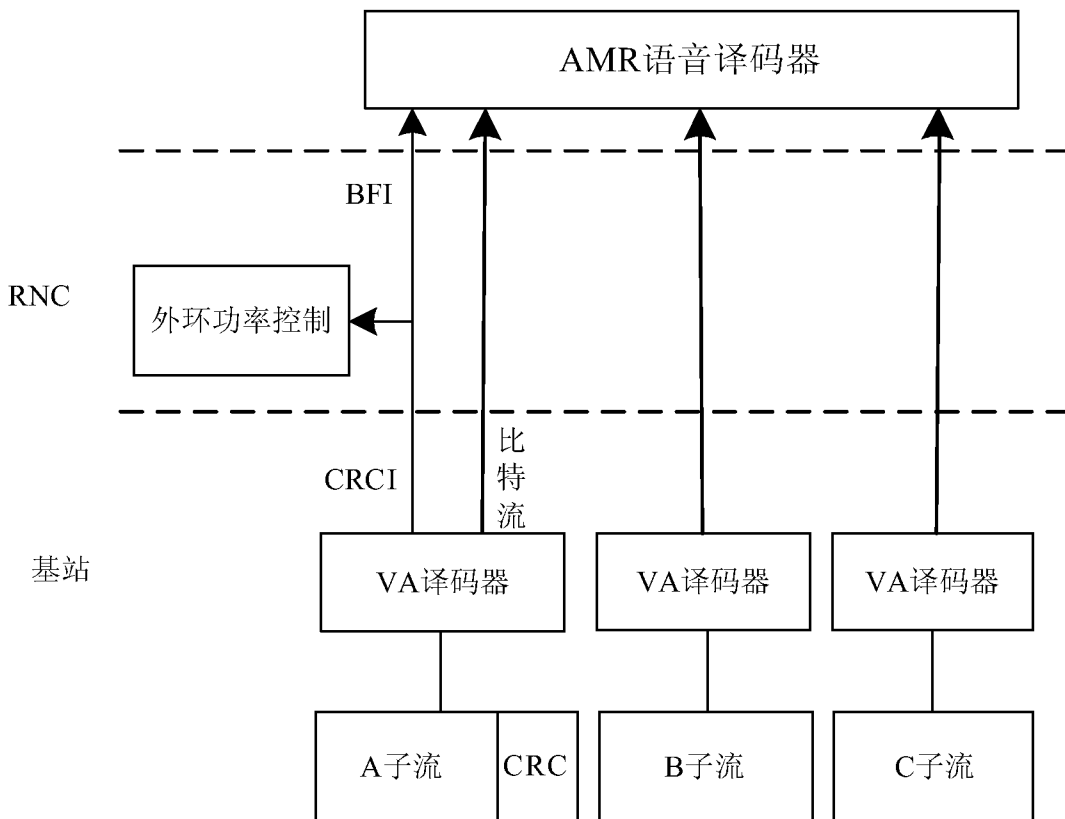 AMR语音译码器
BFI
RNC
外环功率控制
比特流
CRCI
基站
VA译码器
VA译码器
VA译码器
A子流
CRC
B子流
C子流